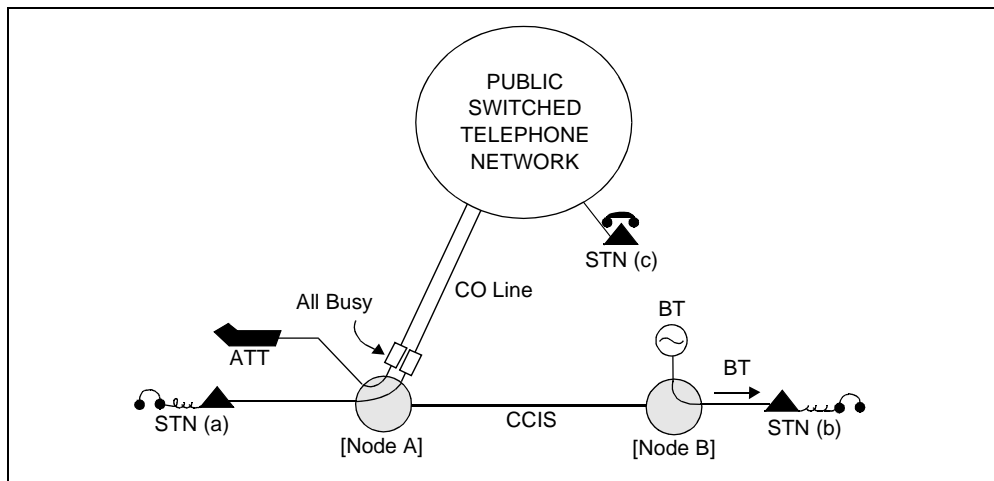 PUBLIC
SWITCHED
TELEPHONE
NETWORK
STN (c)
CO Line
All Busy
BT
ATT
BT
STN (a)
CCIS
STN (b)
[Node A]
[Node B]